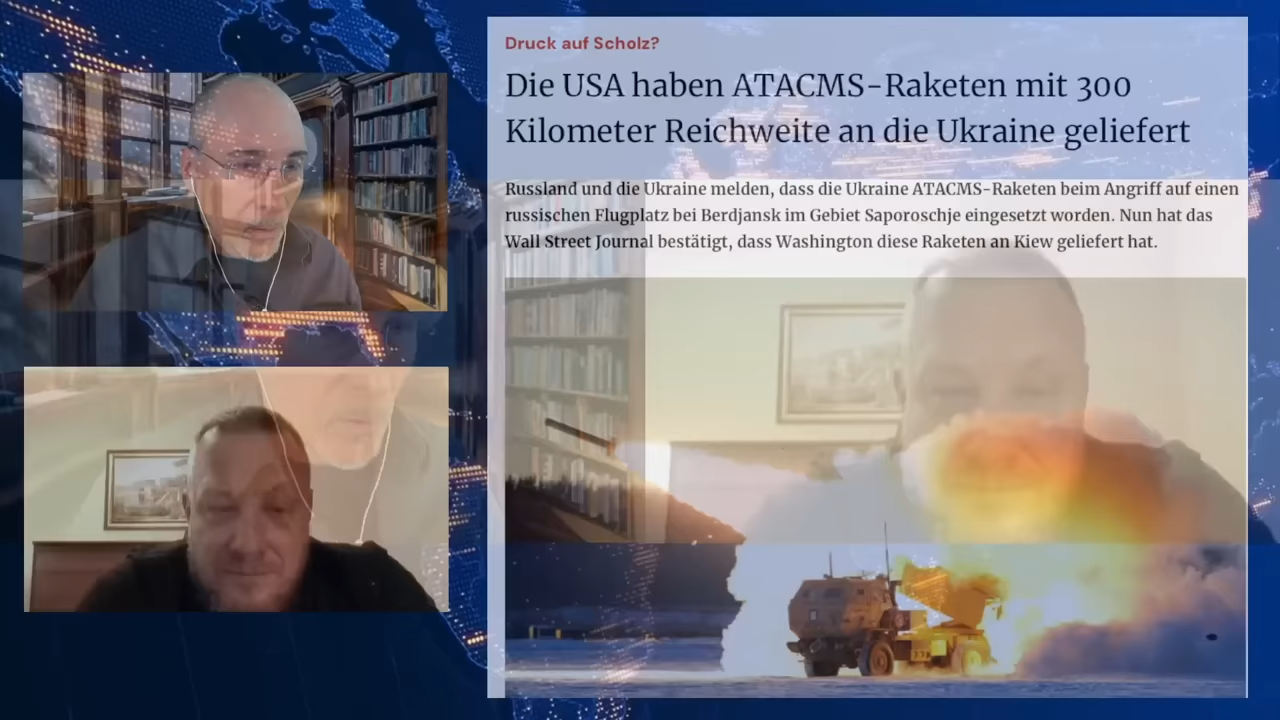 Druck auf Scholz?
Die USA haben ATACMS-Raketen mit 300
Kilometer Reichweite an die Ukraine geliefert
Russland und die Ukraine melden, dass die Ukraine ATACMS-Raketen beim Angriff auf einen
russischen Flugplatz bei Berdjansk im Gebiet Saporoschje eingesetzt worden. Nun hat das
Wall Street Journal bestätigt, dass Washington diese Raketen an Kiew geliefert hat.